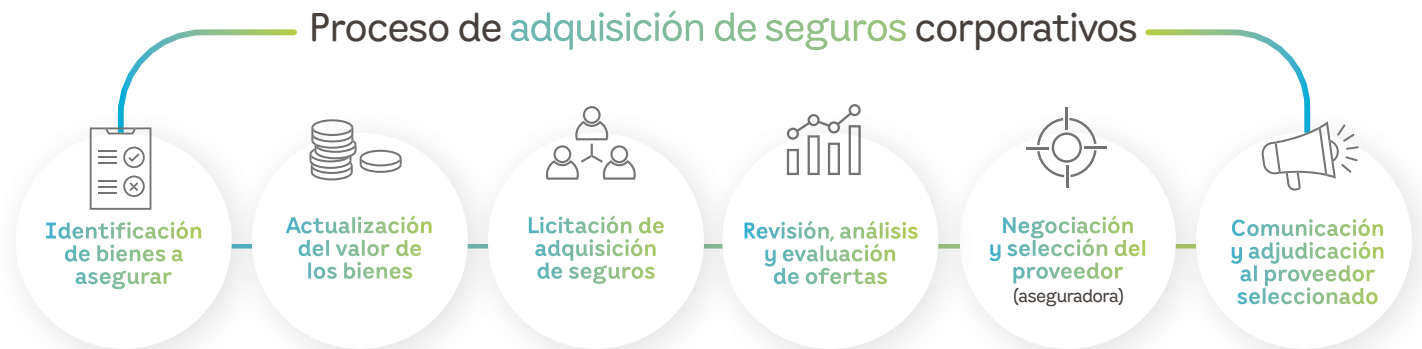 Proceso de adquisición de seguros corporativos
Identificación
de bienes a
asegurar
Actualización
del valor de
los bienes
Licitación de
adquisición
de seguros
Revisión, análisis
y evaluación
de ofertas
Negociación
y selección del
proveedor
(aseguradora)
Comunicación
y adjudicación
al proveedor
seleccionado